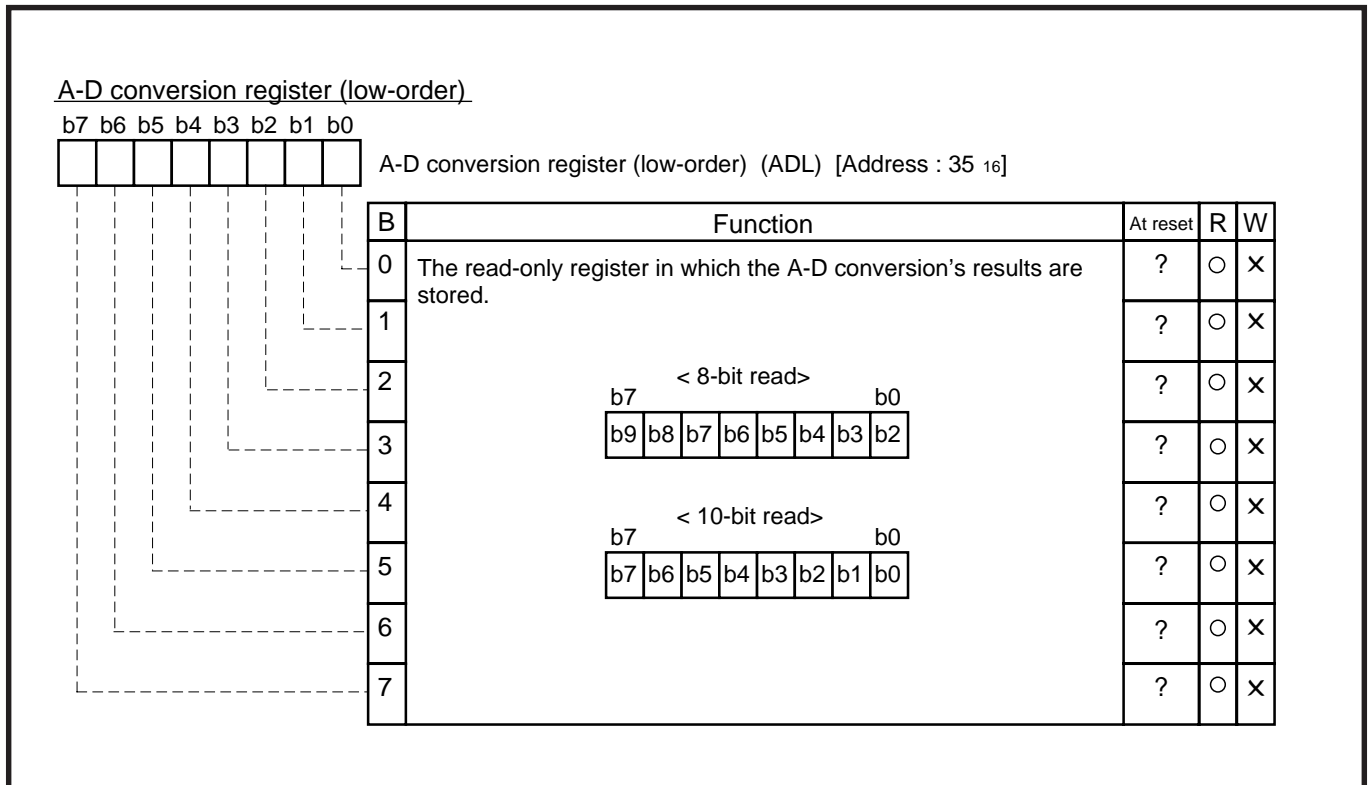 A-D conversion register (low-order)
b7 b6 b5 b4 b3 b2 b1 b0
A-D conversion register (low-order) (ADL) [Address : 35 16]
B Function At reset R W
0 The read-only register in which the A-D conversion’s results are ? ○ ×
stored.
1 ? ○ ×
2 ? ○ ×
< 8-bit read>
b7 b0
b9 b8 b7 b6 b5 b4 b3 b2
3 ? ○ ×
4 ? ○ ×
< 10-bit read>
b7 b0
b7 b6 b5 b4 b3 b2 b1 b0
5 ? ○ ×
6 ? ○ ×
7 ? ○ ×